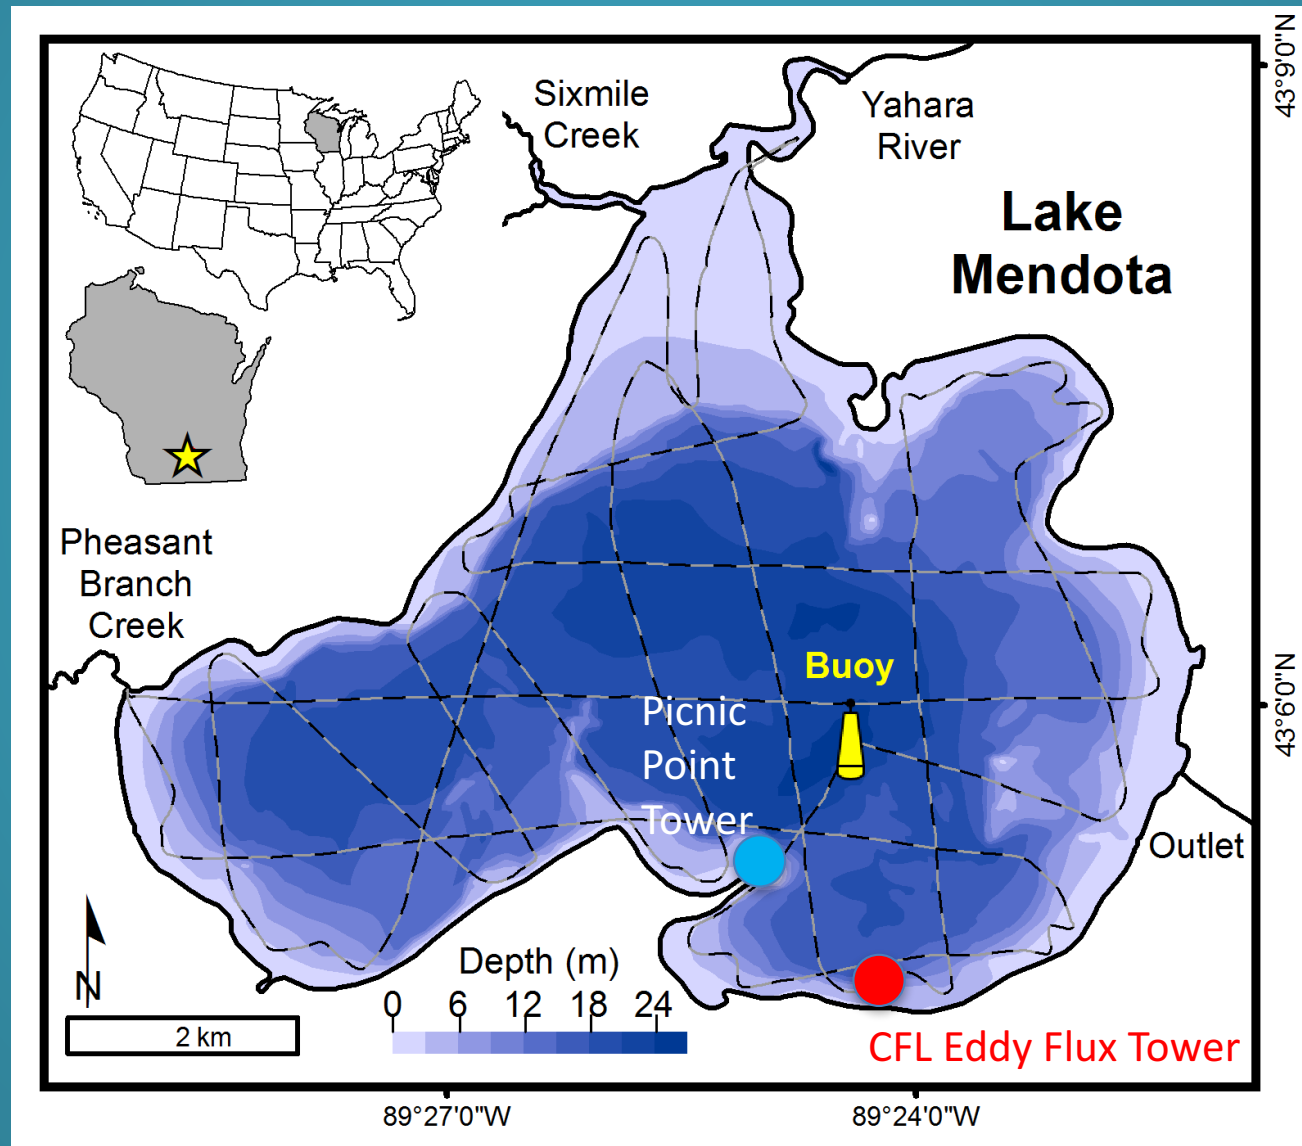 Sixmile
Creek
Yahara
River
43°9'0"N
Lake
Mendota
Pheasant
Branch
Creek
Buoy
43°6'0"N
Picnic
Point
Tower
Outlet
Depth (m)
0 6 12 18 24
N
2 km
CFL Eddy Flux Tower
89°27'0"W
89°24'0"W